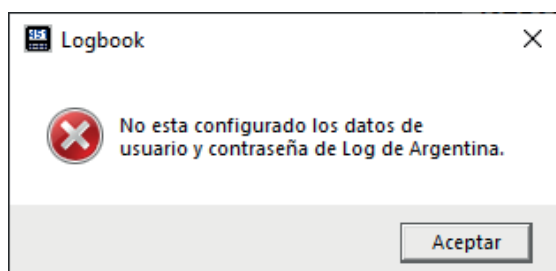 Logbook
No esta configurado los datos de
usuario y contraseña de Log de Argentina.
Aceptar